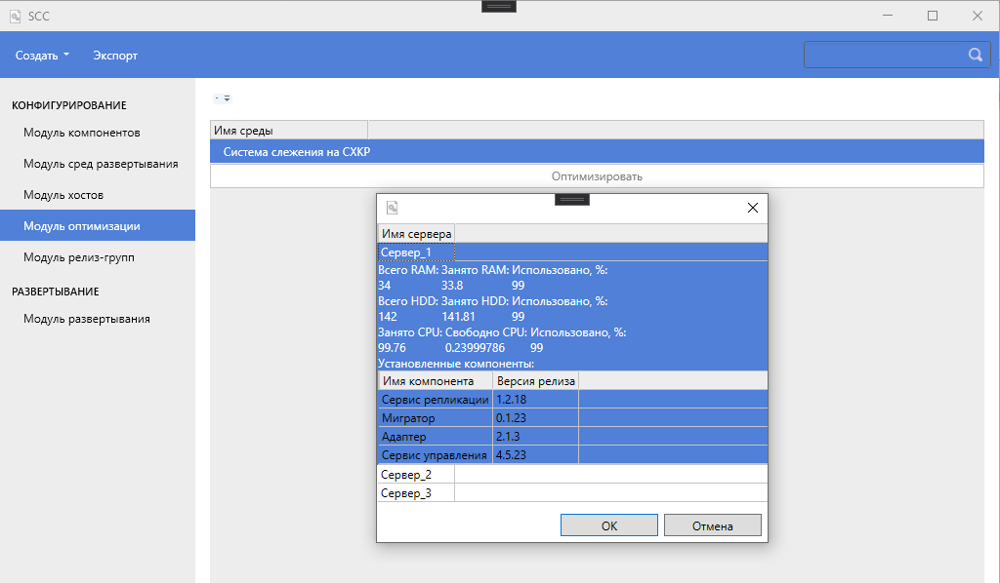 SCC
Создать Экспорт
КОНФИГУРИРОВАНИЕ
Модуль компонентов
Модуль сред развертывания
Модуль хостов
Модуль оптимизации
Модуль релиз-групп
РАЗВЕРТЫВАНИЕ
Модуль развертывания
Имя среды
Система слежения на СХКР
Оптимизировать
Имя сервера
Сервер_1
Всего RAM: Занято RAM: Использовано, %:
34 33.8 99
Всего HDD: Занято HDD: Использовано, %:
142 141.81 99
Занято CPU: Свободно CPU: Использовано, %:
99.76 0.23999786 99
Установленные компоненты:
Имя компонента Версия релиза
Сервис репликации 1.2.18
Мигратор 0.1.23
Адаптер 2.1.3
Сервис управления 4.5.23
Сервер_2
Сервер_3
ОК Отмена